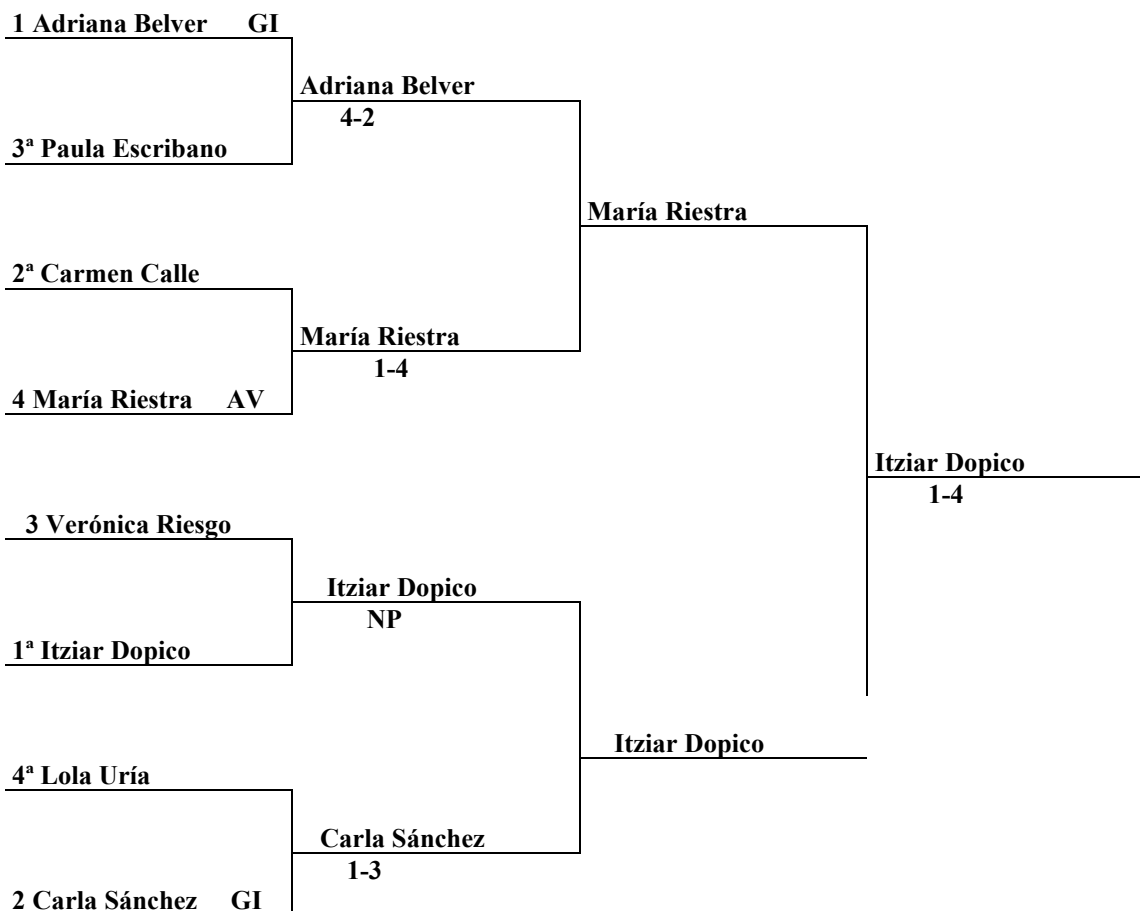 1 Adriana Belver GI
Adriana Belver
4-2
3ª Paula Escribano
María Riestra
2ª Carmen Calle
María Riestra
1-4
4 María Riestra AV
Itziar Dopico
1-4
3 Verónica Riesgo
Itziar Dopico
NP
1ª Itziar Dopico
Itziar Dopico
4ª Lola Uría
Carla Sánchez
1-3
2 Carla Sánchez GI